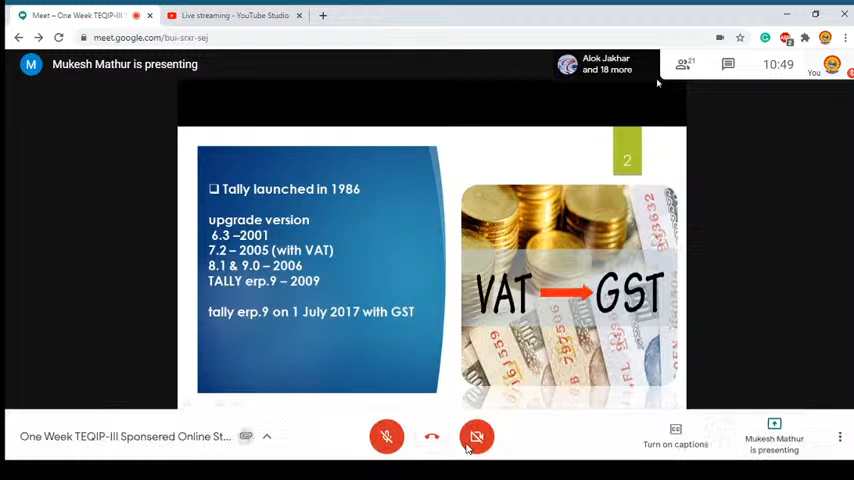 Meet – One Week TEQIP-III S
Live streaming - YouTube Studio
meet.google.com/bui-srxr-sej
M
Mukesh Mathur is presenting
Alok Jakhar
and 18 more
21
10:49
You
2
Tally launched in 1986
upgrade version
6.3 –2001
7.2 – 2005 (with VAT)
8.1 & 9.0 – 2006
TALLY erp.9 – 2009
tally erp.9 on 1 July 2017 with GST
VAT GST
One Week TEQIP-III Sponsered Online St...
Turn on captions
Mukesh Mathur
is presenting